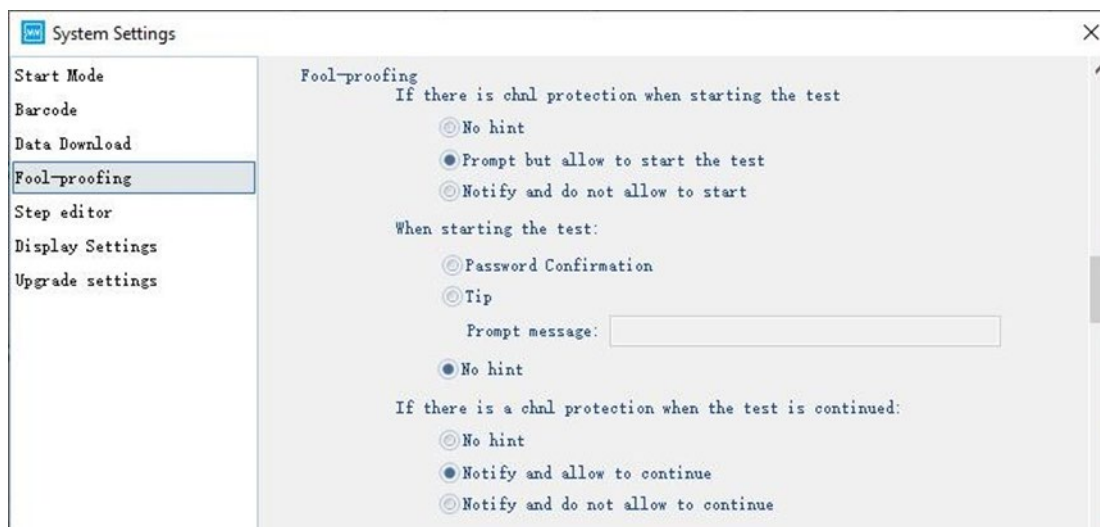 System Settings
Start Mode
Barcode
Data Download
Fool-proofing
Step editor
Display Settings
Upgrade settings
Fool-proofing
If there is chnl protection when starting the test
No hint
Prompt but allow to start the test
Notify and do not allow to start
When starting the test:
Password Confirmation
Tip
Prompt message:
No hint
If there is a chnl protection when the test is continued:
No hint
Notify and allow to continue
Notify and do not allow to continue